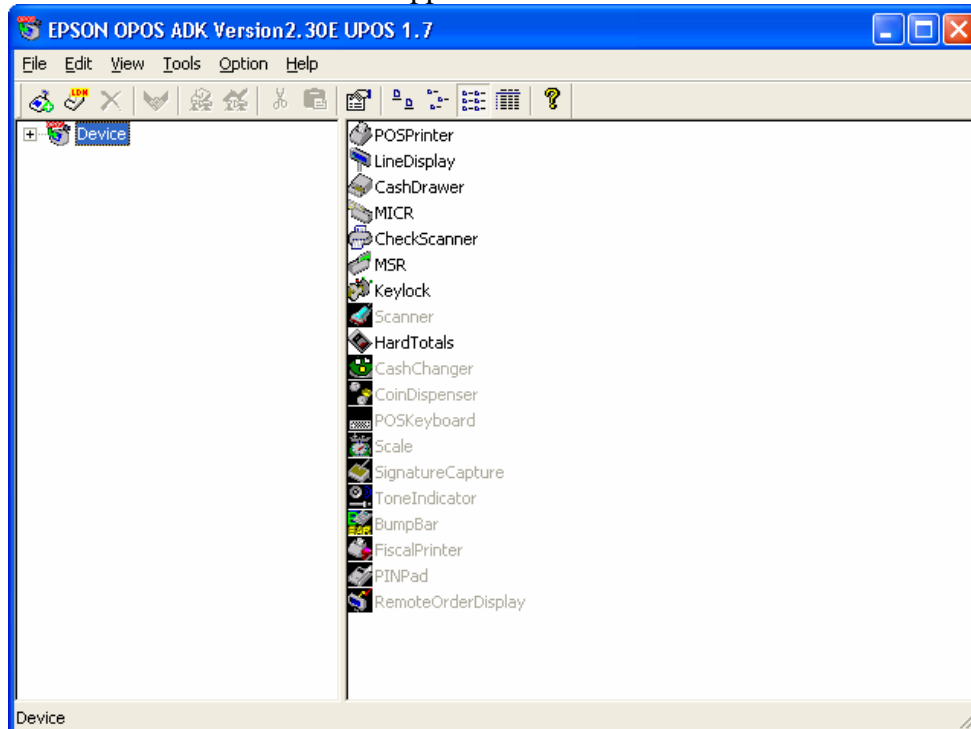 EPSON OPOS ADK Version2.30E UPOS 1.7
File Edit View Tools Option Help
Device
POSPrinter
LineDisplay
CashDrawer
MICR
CheckScanner
MSR
Keylock
Scanner
HardTotals
CashChanger
CoinDispenser
POSKeyboard
Scale
SignatureCapture
ToneIndicator
BumpBar
FiscalPrinter
PINPad
RemoteOrderDisplay
Device